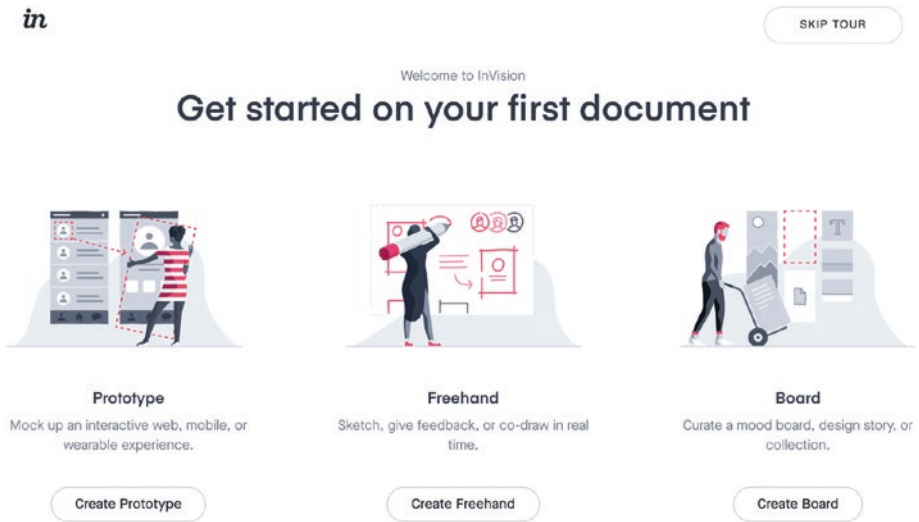 in
SKIP TOUR
Welcome to InVision
Get started on your first document
T
Prototype
Mock up an interactive web, mobile, or
wearable experience.
Create Prototype
Freehand
Sketch, give feedback, or co-draw in real
time.
Create Freehand
Board
Curate a mood board, design story, or
collection.
Create Board